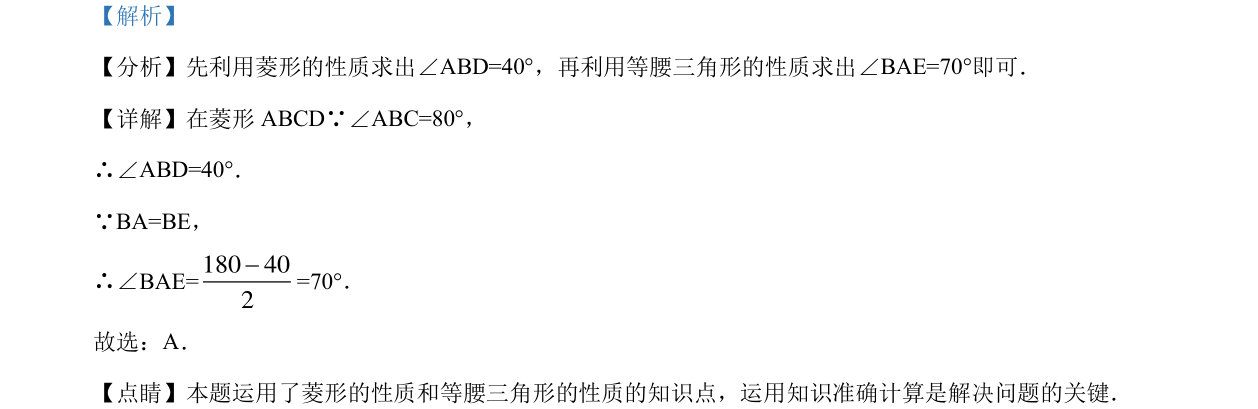 【解析】
【分析】先利用菱形的性质求出∠ABD=40°，再利用等腰三角形的性质求出∠BAE=70°即可．
【详解】在菱形 ABCD∵∠ABC=80°，
∴∠ABD=40°．
∵BA=BE，
∴∠BAE=\frac{180-40}{2}=70°．
故选：A．
【点睛】本题运用了菱形的性质和等腰三角形的性质的知识点，运用知识准确计算是解决问题的关键．